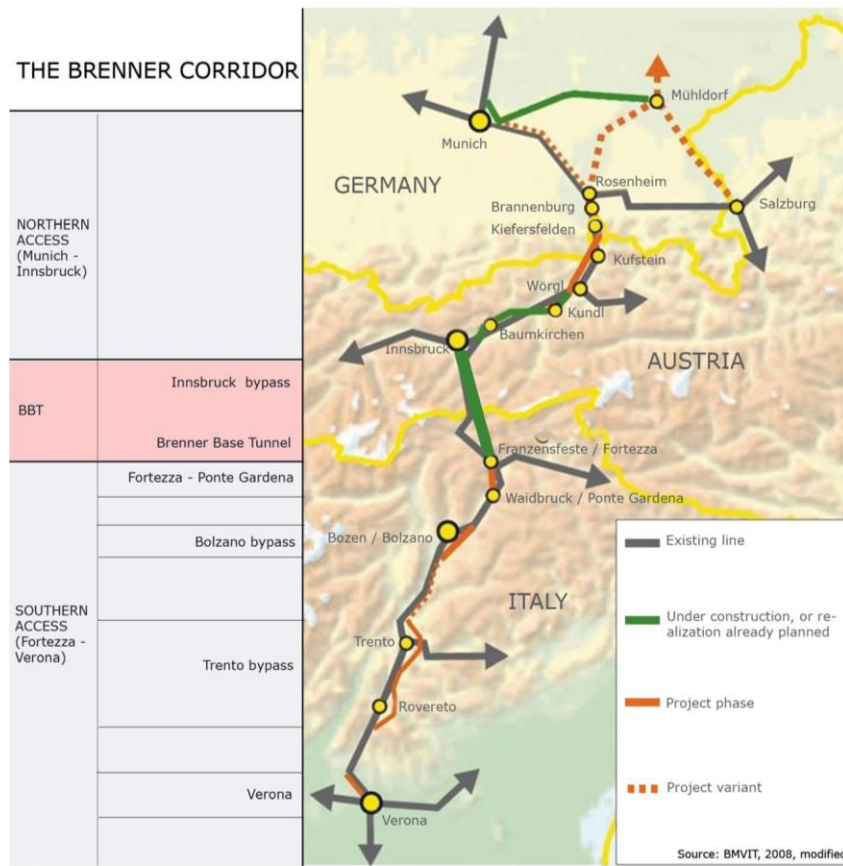 THE BRENNER CORRIDOR
NORTHERN
ACCESS
(Munich -
Innsbruck)
BBT
Innsbruck bypass
Brenner Base Tunnel
SOUTHERN
ACCESS
(Fortezza -
Verona)
Fortezza - Ponte Gardena
Bolzano bypass
Trento bypass
Verona
Mühldorf
Munich
GERMANY
Rosenheim
Brannenburg
Salzburg
Kiefersfelden
Kufstein
Wörgl
Kundl
Baumkirchen
Innsbruck
AUSTRIA
Franzensfeste / Fortezza
Waidbruck / Ponte Gardena
Bozen / Bolzano
ITALY
Trento
Rovereto
Verona
Existing line
Under construction, or re-
alization already planned
Project phase
Project variant
Source: BMVIT, 2008, modified